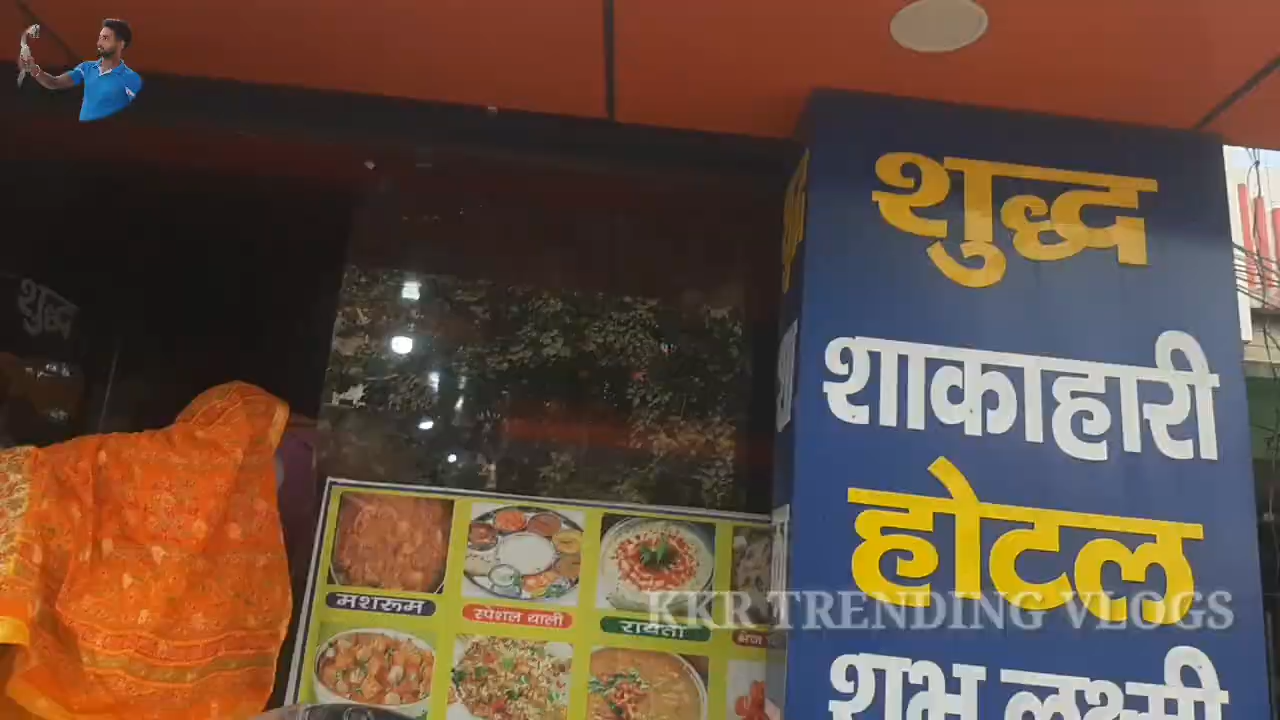 शुद्ध
शाकाहारी
होटल
शुभ लक्ष्मी
शुद्ध
मशरूम
स्पेशल थाली
रायता
KKR TRENDING VLOGS